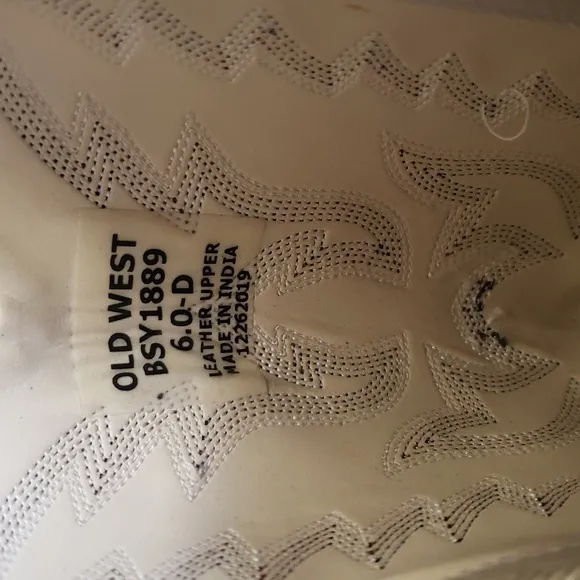 OLD WEST
BSY1889
6.0-D
LEATHER UPPER
MADE IN INDIA
12262019